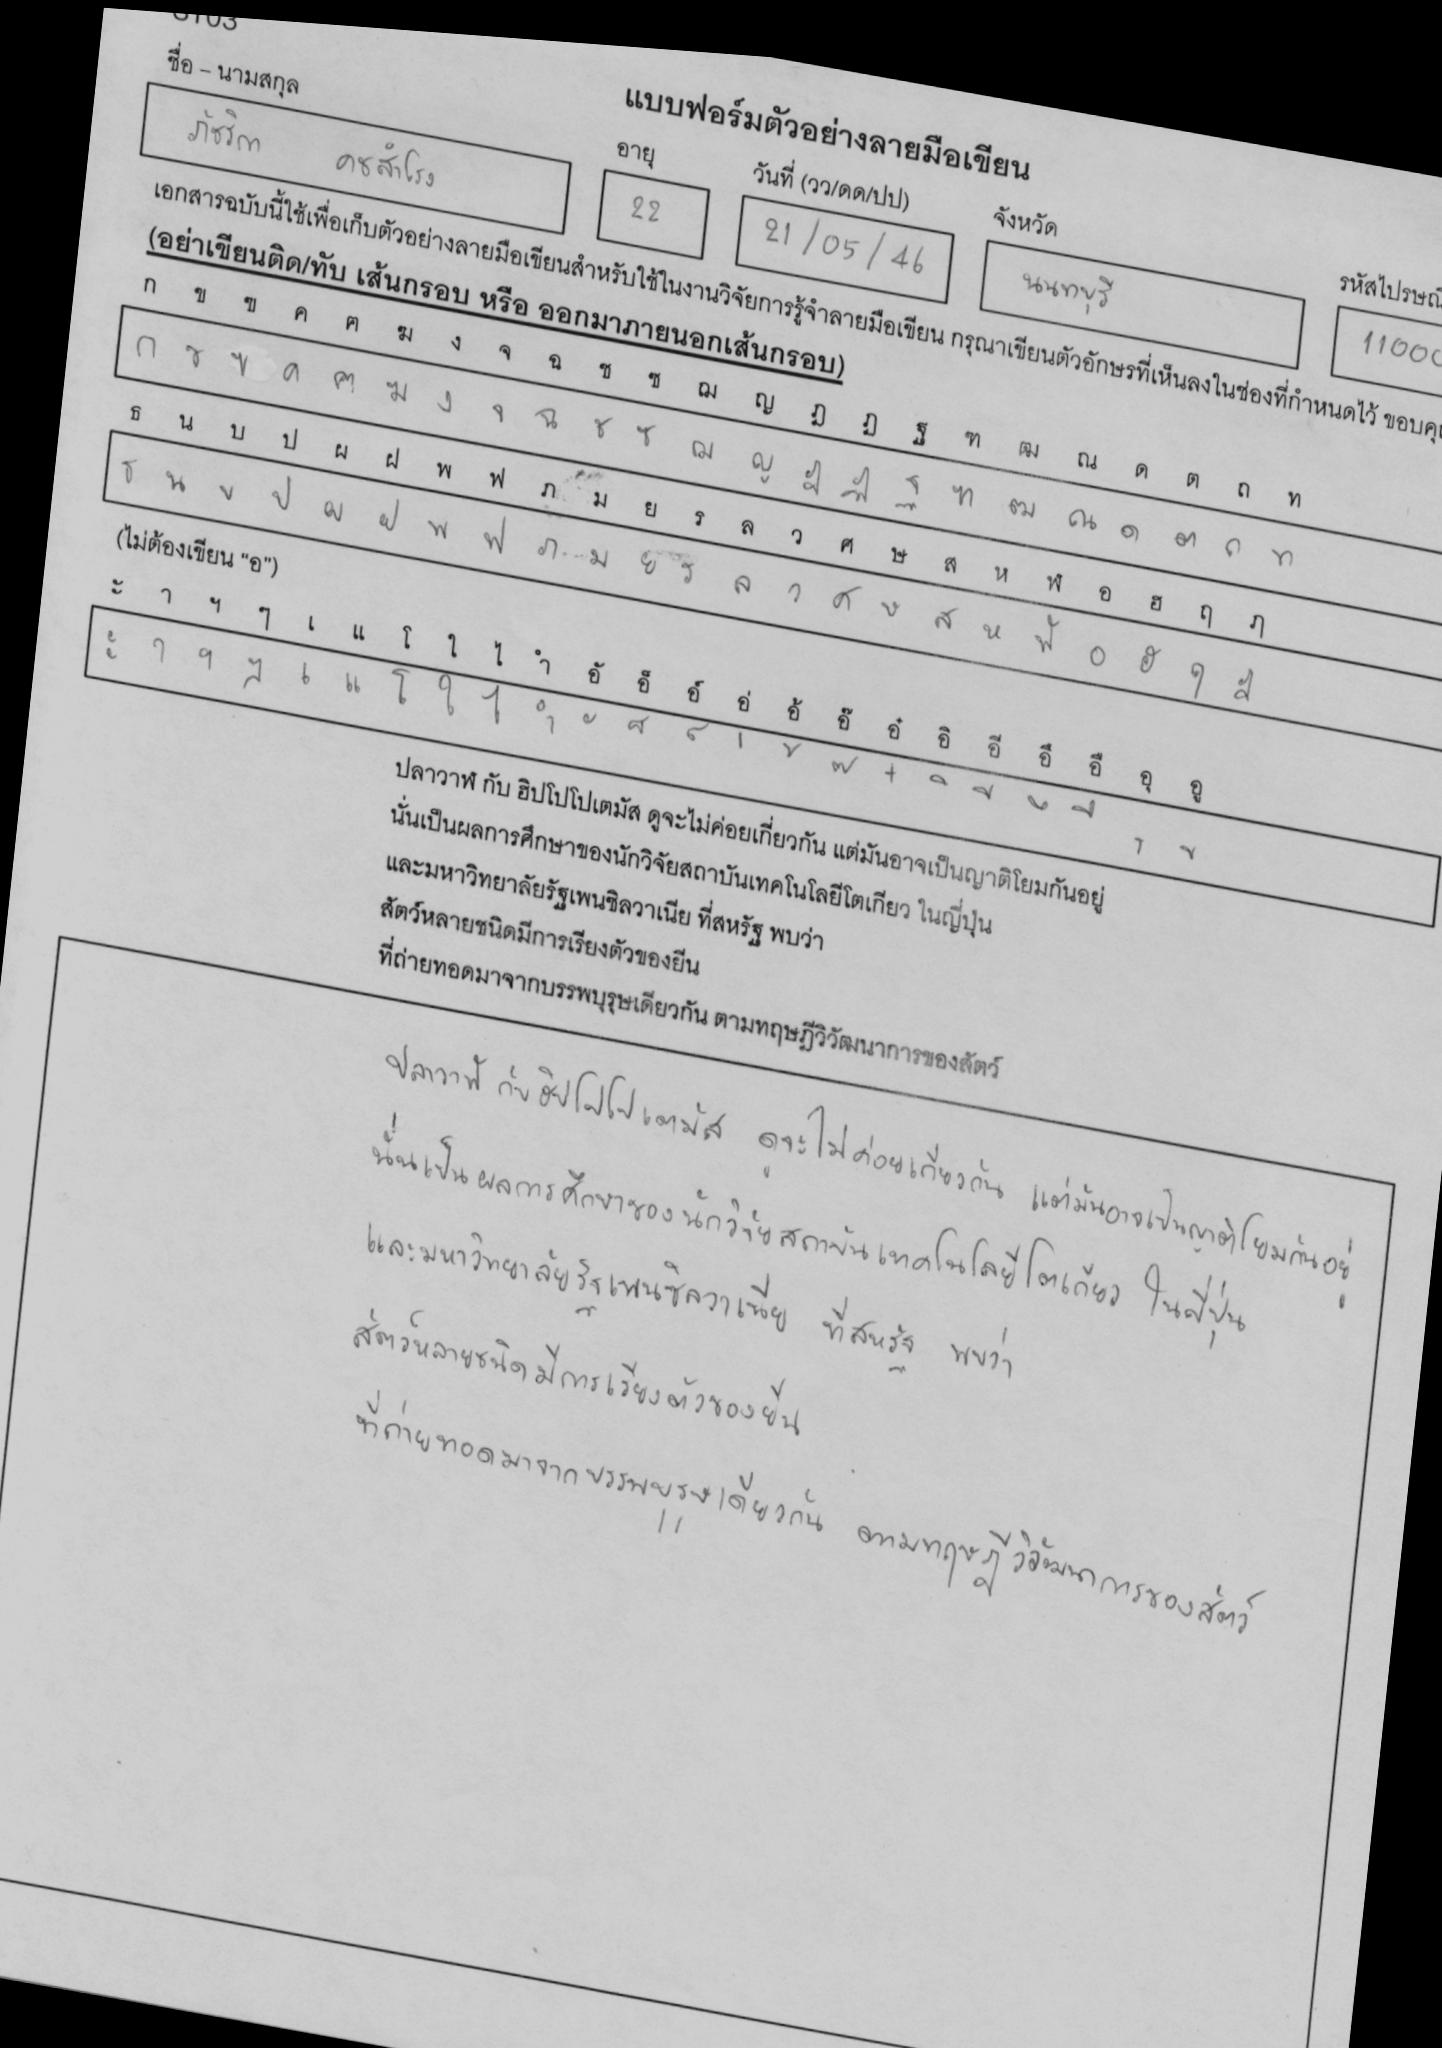 แบบฟอร์มตัวอย่างลายมือเขียน
ชื่อ – นามสกุล อายุ วันที่ (วว/ดด/ปป) จังหวัด
ภัชริกา คชสำโรง 22 21/05/46 นนทบุรี 11000
เอกสารฉบับนี้ใช้เพื่อเก็บตัวอย่างลายมือเขียนสำหรับใช้ในงานวิจัยการรู้จำลายมือเขียน กรุณาเขียนตัวอักษรที่เห็นลงในช่องที่กำหนดไว้
(อย่าเขียนติด/ทับ เส้นกรอบ หรือ ออกมาภายนอกเส้นกรอบ)
ก ข ฃ ค ฅ ฆ ง จ ฉ ช ซ ฌ ญ ฎ ฏ ฐ ฑ ฒ ณ ด ต ถ ท
ก ข ฃ ค ฅ ฆ ง จ ฉ ช ซ ฌ ญ ฎ ฏ ฐ ฑ ฒ ณ ด ต ถ ท
ธ น บ ป ผ ฝ พ ฟ ภ ม ย ร ล ว ศ ษ ส ห ฬ อ ฮ ฤ ฦ
ธ น บ ป ผ ฝ พ ฟ ภ ม ย ร ล ว ศ ษ ส ห ฬ อ ฮ ฤ ฦ
(ไม่ต้องเขียน "อ")
ะ า ฯ ๆ เ แ โ ใ ไ ำ อั อ็ อ์ อ่ อ้ อ๊ อ๋ อิ อี อึ อื อุ อู
ะ า ฯ ๆ เ แ โ ใ ไ ำ ั ็ ์ ่ ้ ๊ ๋ ิ ี ึ ื ุ ู
ปลาวาฬ กับ ฮิปโปโปเตมัส ดูจะไม่ค่อยเกี่ยวกัน แต่มันอาจเป็นญาติโยมกันอยู่
นั่นเป็นผลการศึกษาของนักวิจัยสถาบันเทคโนโลยีโตเกียว ในญี่ปุ่น
และมหาวิทยาลัยรัฐเพนซิลวาเนีย ที่สหรัฐ พบว่า
สัตว์หลายชนิดมีการเรียงตัวของยีน
ที่ถ่ายทอดมาจากบรรพบุรุษเดียวกัน ตามทฤษฎีวิวัฒนาการของสัตว์
ปลาวาฬ กับฮิปโปโปเตมัส ดูจะไม่ค่อยเกี่ยวกัน แต่มันอาจเป็นญาติโยมกันอยู่
นั่นเป็นผลการศึกษาของนักวิจัยสถาบันเทคโนโลยีโตเกียว ในญี่ปุ่น
และมหาวิทยาลัยรัฐเพนซิลวาเนีย ที่สหรัฐ พบว่า
สัตว์หลายชนิดมีการเรียงตัวของยีน
ที่ถ่ายทอดมาจากบรรพบุรุษเดียวกัน ตามทฤษฎีวิวัฒนาการของสัตว์